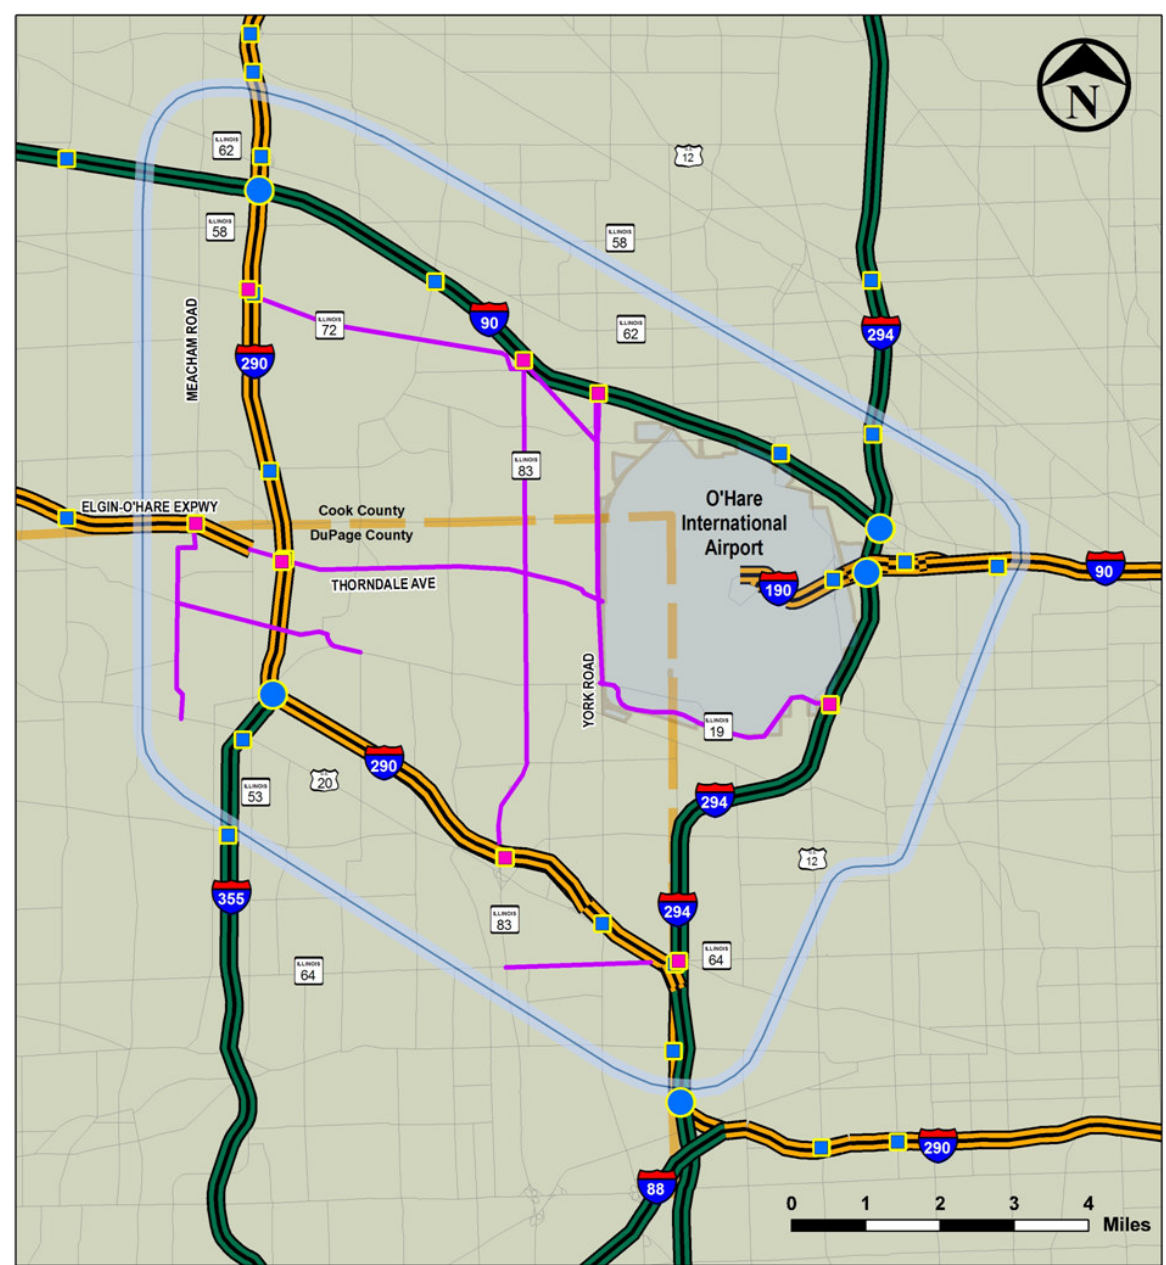 N
ILLINOIS
62
U.S.
12
ILLINOIS
58
ILLINOIS
58
MEACHAM ROAD
ILLINOIS
72
90
ILLINOIS
62
294
290
ILLINOIS
83
ELGIN-O'HARE EXPWY
Cook County
DuPage County
O'Hare
International
Airport
THORNDALE AVE
190
90
YORK ROAD
ILLINOIS
19
290
U.S.
20
ILLINOIS
53
294
U.S.
12
355
ILLINOIS
83
294
ILLINOIS
64
ILLINOIS
64
290
88
0 1 2 3 4
Miles